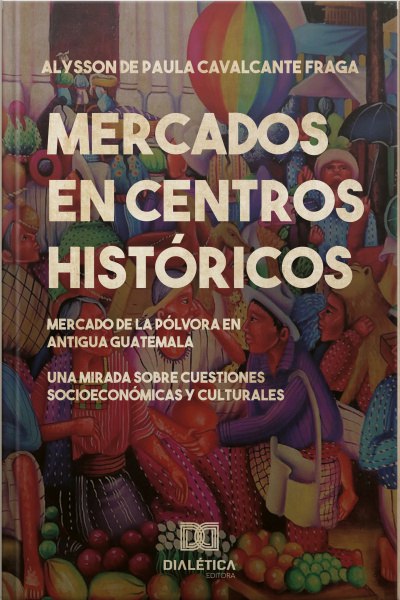 ALYSSON DE PAULA CAVALCANTE FRAGA
MERCADOS
EN CENTROS
HISTÓRICOS
MERCADO DE LA PÓLVORA EN
ANTIGUA GUATEMALA
UNA MIRADA SOBRE CUESTIONES
SOCIOECONÓMICAS Y CULTURALES
DIALÉTICA
EDITORA